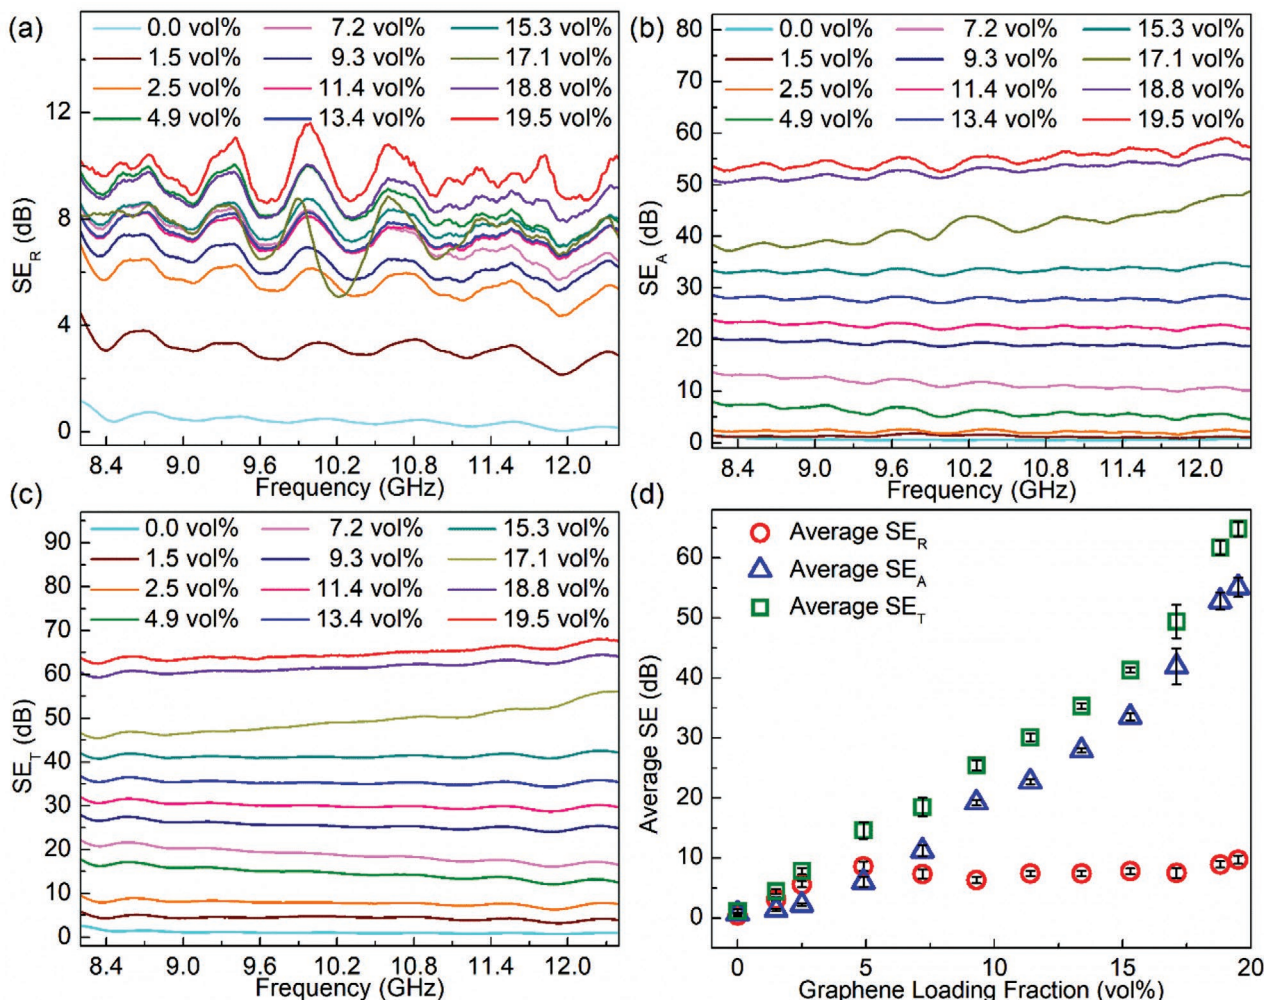 (a)
0.0 vol% 7.2 vol% 15.3 vol%
1.5 vol% 9.3 vol% 17.1 vol%
2.5 vol% 11.4 vol% 18.8 vol%
4.9 vol% 13.4 vol% 19.5 vol%
12
8
4
0
SE_R (dB)
8.4 9.0 9.6 10.2 10.8 11.4 12.0
Frequency (GHz)
(b)
0.0 vol% 7.2 vol% 15.3 vol%
1.5 vol% 9.3 vol% 17.1 vol%
2.5 vol% 11.4 vol% 18.8 vol%
4.9 vol% 13.4 vol% 19.5 vol%
80
70
60
50
40
30
20
10
0
SE_A (dB)
8.4 9.0 9.6 10.2 10.8 11.4 12.0
Frequency (GHz)
(c)
0.0 vol% 7.2 vol% 15.3 vol%
1.5 vol% 9.3 vol% 17.1 vol%
2.5 vol% 11.4 vol% 18.8 vol%
4.9 vol% 13.4 vol% 19.5 vol%
90
80
70
60
50
40
30
20
10
0
SE_T (dB)
8.4 9.0 9.6 10.2 10.8 11.4 12.0
Frequency (GHz)
(d)
Average SE_R
Average SE_A
Average SE_T
60
50
40
30
20
10
0
Average SE (dB)
0 5 10 15 20
Graphene Loading Fraction (vol%)